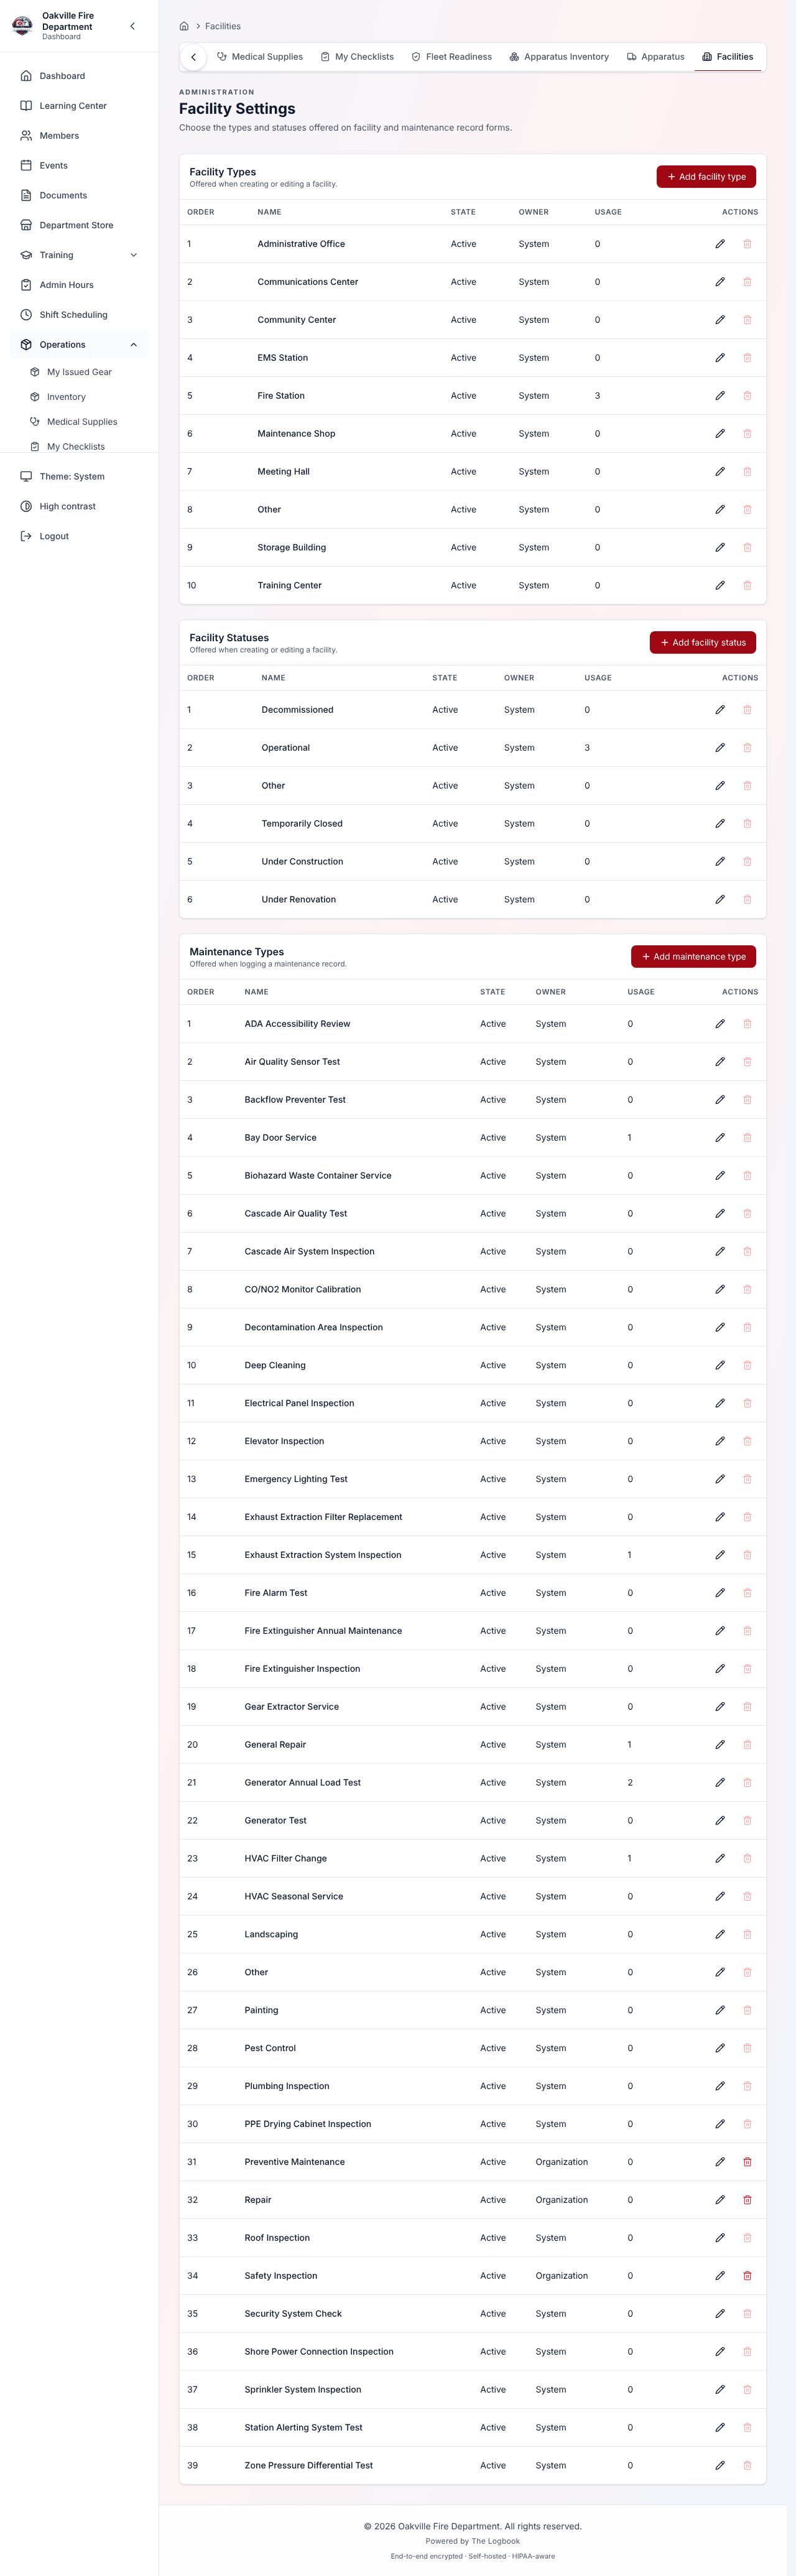 Oakville Fire
Department
Dashboard
Dashboard
Learning Center
Members
Events
Documents
Department Store
Training
Admin Hours
Shift Scheduling
Operations
My Issued Gear
Inventory
Medical Supplies
My Checklists
Theme: System
High contrast
Logout
Facilities
Medical Supplies My Checklists Fleet Readiness Apparatus Inventory Apparatus Facilities
ADMINISTRATION
Facility Settings
Choose the types and statuses offered on facility and maintenance record forms.
Facility Types
Offered when creating or editing a facility.
Add facility type
ORDER NAME STATE OWNER USAGE ACTIONS
1 Administrative Office Active System 0
2 Communications Center Active System 0
3 Community Center Active System 0
4 EMS Station Active System 0
5 Fire Station Active System 3
6 Maintenance Shop Active System 0
7 Meeting Hall Active System 0
8 Other Active System 0
9 Storage Building Active System 0
10 Training Center Active System 0
Facility Statuses
Offered when creating or editing a facility.
Add facility status
ORDER NAME STATE OWNER USAGE ACTIONS
1 Decommissioned Active System 0
2 Operational Active System 3
3 Other Active System 0
4 Temporarily Closed Active System 0
5 Under Construction Active System 0
6 Under Renovation Active System 0
Maintenance Types
Offered when logging a maintenance record.
Add maintenance type
ORDER NAME STATE OWNER USAGE ACTIONS
1 ADA Accessibility Review Active System 0
2 Air Quality Sensor Test Active System 0
3 Backflow Preventer Test Active System 0
4 Bay Door Service Active System 1
5 Biohazard Waste Container Service Active System 0
6 Cascade Air Quality Test Active System 0
7 Cascade Air System Inspection Active System 0
8 CO/NO2 Monitor Calibration Active System 0
9 Decontamination Area Inspection Active System 0
10 Deep Cleaning Active System 0
11 Electrical Panel Inspection Active System 0
12 Elevator Inspection Active System 0
13 Emergency Lighting Test Active System 0
14 Exhaust Extraction Filter Replacement Active System 0
15 Exhaust Extraction System Inspection Active System 1
16 Fire Alarm Test Active System 0
17 Fire Extinguisher Annual Maintenance Active System 0
18 Fire Extinguisher Inspection Active System 0
19 Gear Extractor Service Active System 0
20 General Repair Active System 1
21 Generator Annual Load Test Active System 2
22 Generator Test Active System 0
23 HVAC Filter Change Active System 1
24 HVAC Seasonal Service Active System 0
25 Landscaping Active System 0
26 Other Active System 0
27 Painting Active System 0
28 Pest Control Active System 0
29 Plumbing Inspection Active System 0
30 PPE Drying Cabinet Inspection Active System 0
31 Preventive Maintenance Active Organization 0
32 Repair Active Organization 0
33 Roof Inspection Active System 0
34 Safety Inspection Active Organization 0
35 Security System Check Active System 0
36 Shore Power Connection Inspection Active System 0
37 Sprinkler System Inspection Active System 0
38 Station Alerting System Test Active System 0
39 Zone Pressure Differential Test Active System 0
© 2026 Oakville Fire Department. All rights reserved.
Powered by The Logbook
End-to-end encrypted · Self-hosted · HIPAA-aware